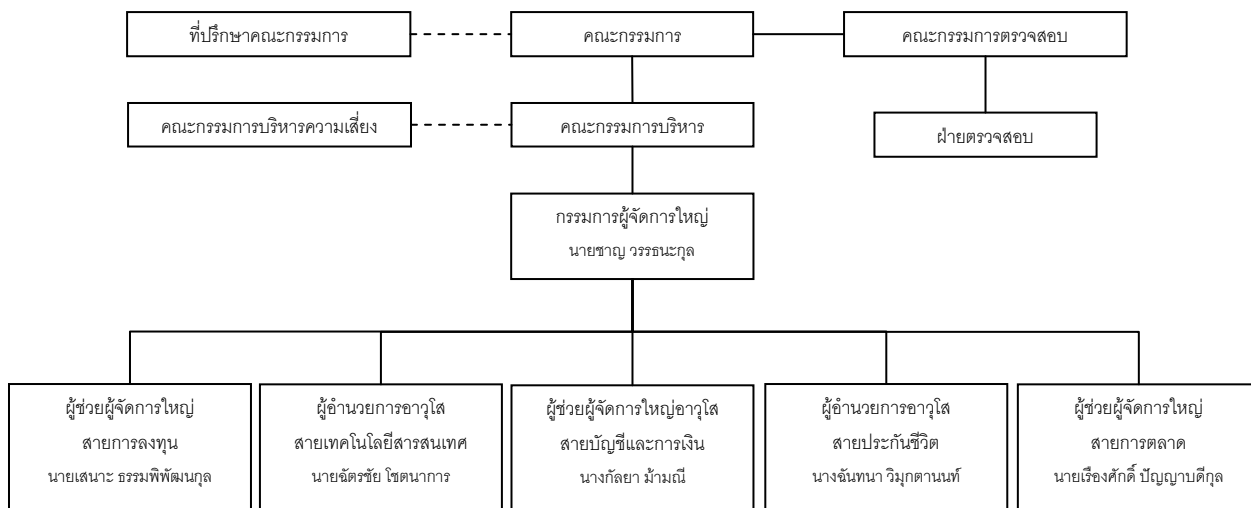 ที่ปรึกษาคณะกรรมการ
คณะกรรมการ
คณะกรรมการตรวจสอบ
คณะกรรมการบริหารความเสี่ยง
คณะกรรมการบริหาร
ฝ่ายตรวจสอบ
กรรมการผู้จัดการใหญ่
นายชาญ วรรธนะกุล
ผู้ช่วยผู้จัดการใหญ่
สายการลงทุน
นายเสนาะ ธรรมพิพัฒนกุล
ผู้อำนวยการอาวุโส
สายเทคโนโลยีสารสนเทศ
นายฉัตรชัย โชตนาการ
ผู้ช่วยผู้จัดการใหญ่อาวุโส
สายบัญชีและการเงิน
นางกัลยา ม้ามณี
ผู้อำนวยการอาวุโส
สายประกันชีวิต
นางฉันทนา วิมุกตานนท์
ผู้ช่วยผู้จัดการใหญ่
สายการตลาด
นายเรืองศักดิ์ ปัญญาบดีกุล